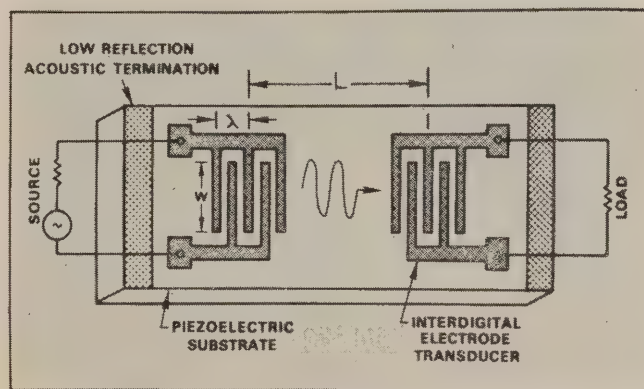 LOW REFLECTION
ACOUSTIC TERMINATION
L
λ
W
SOURCE
~
LOAD
PIEZOELECTRIC
SUBSTRATE
INTERDIGITAL
ELECTRODE
TRANSDUCER